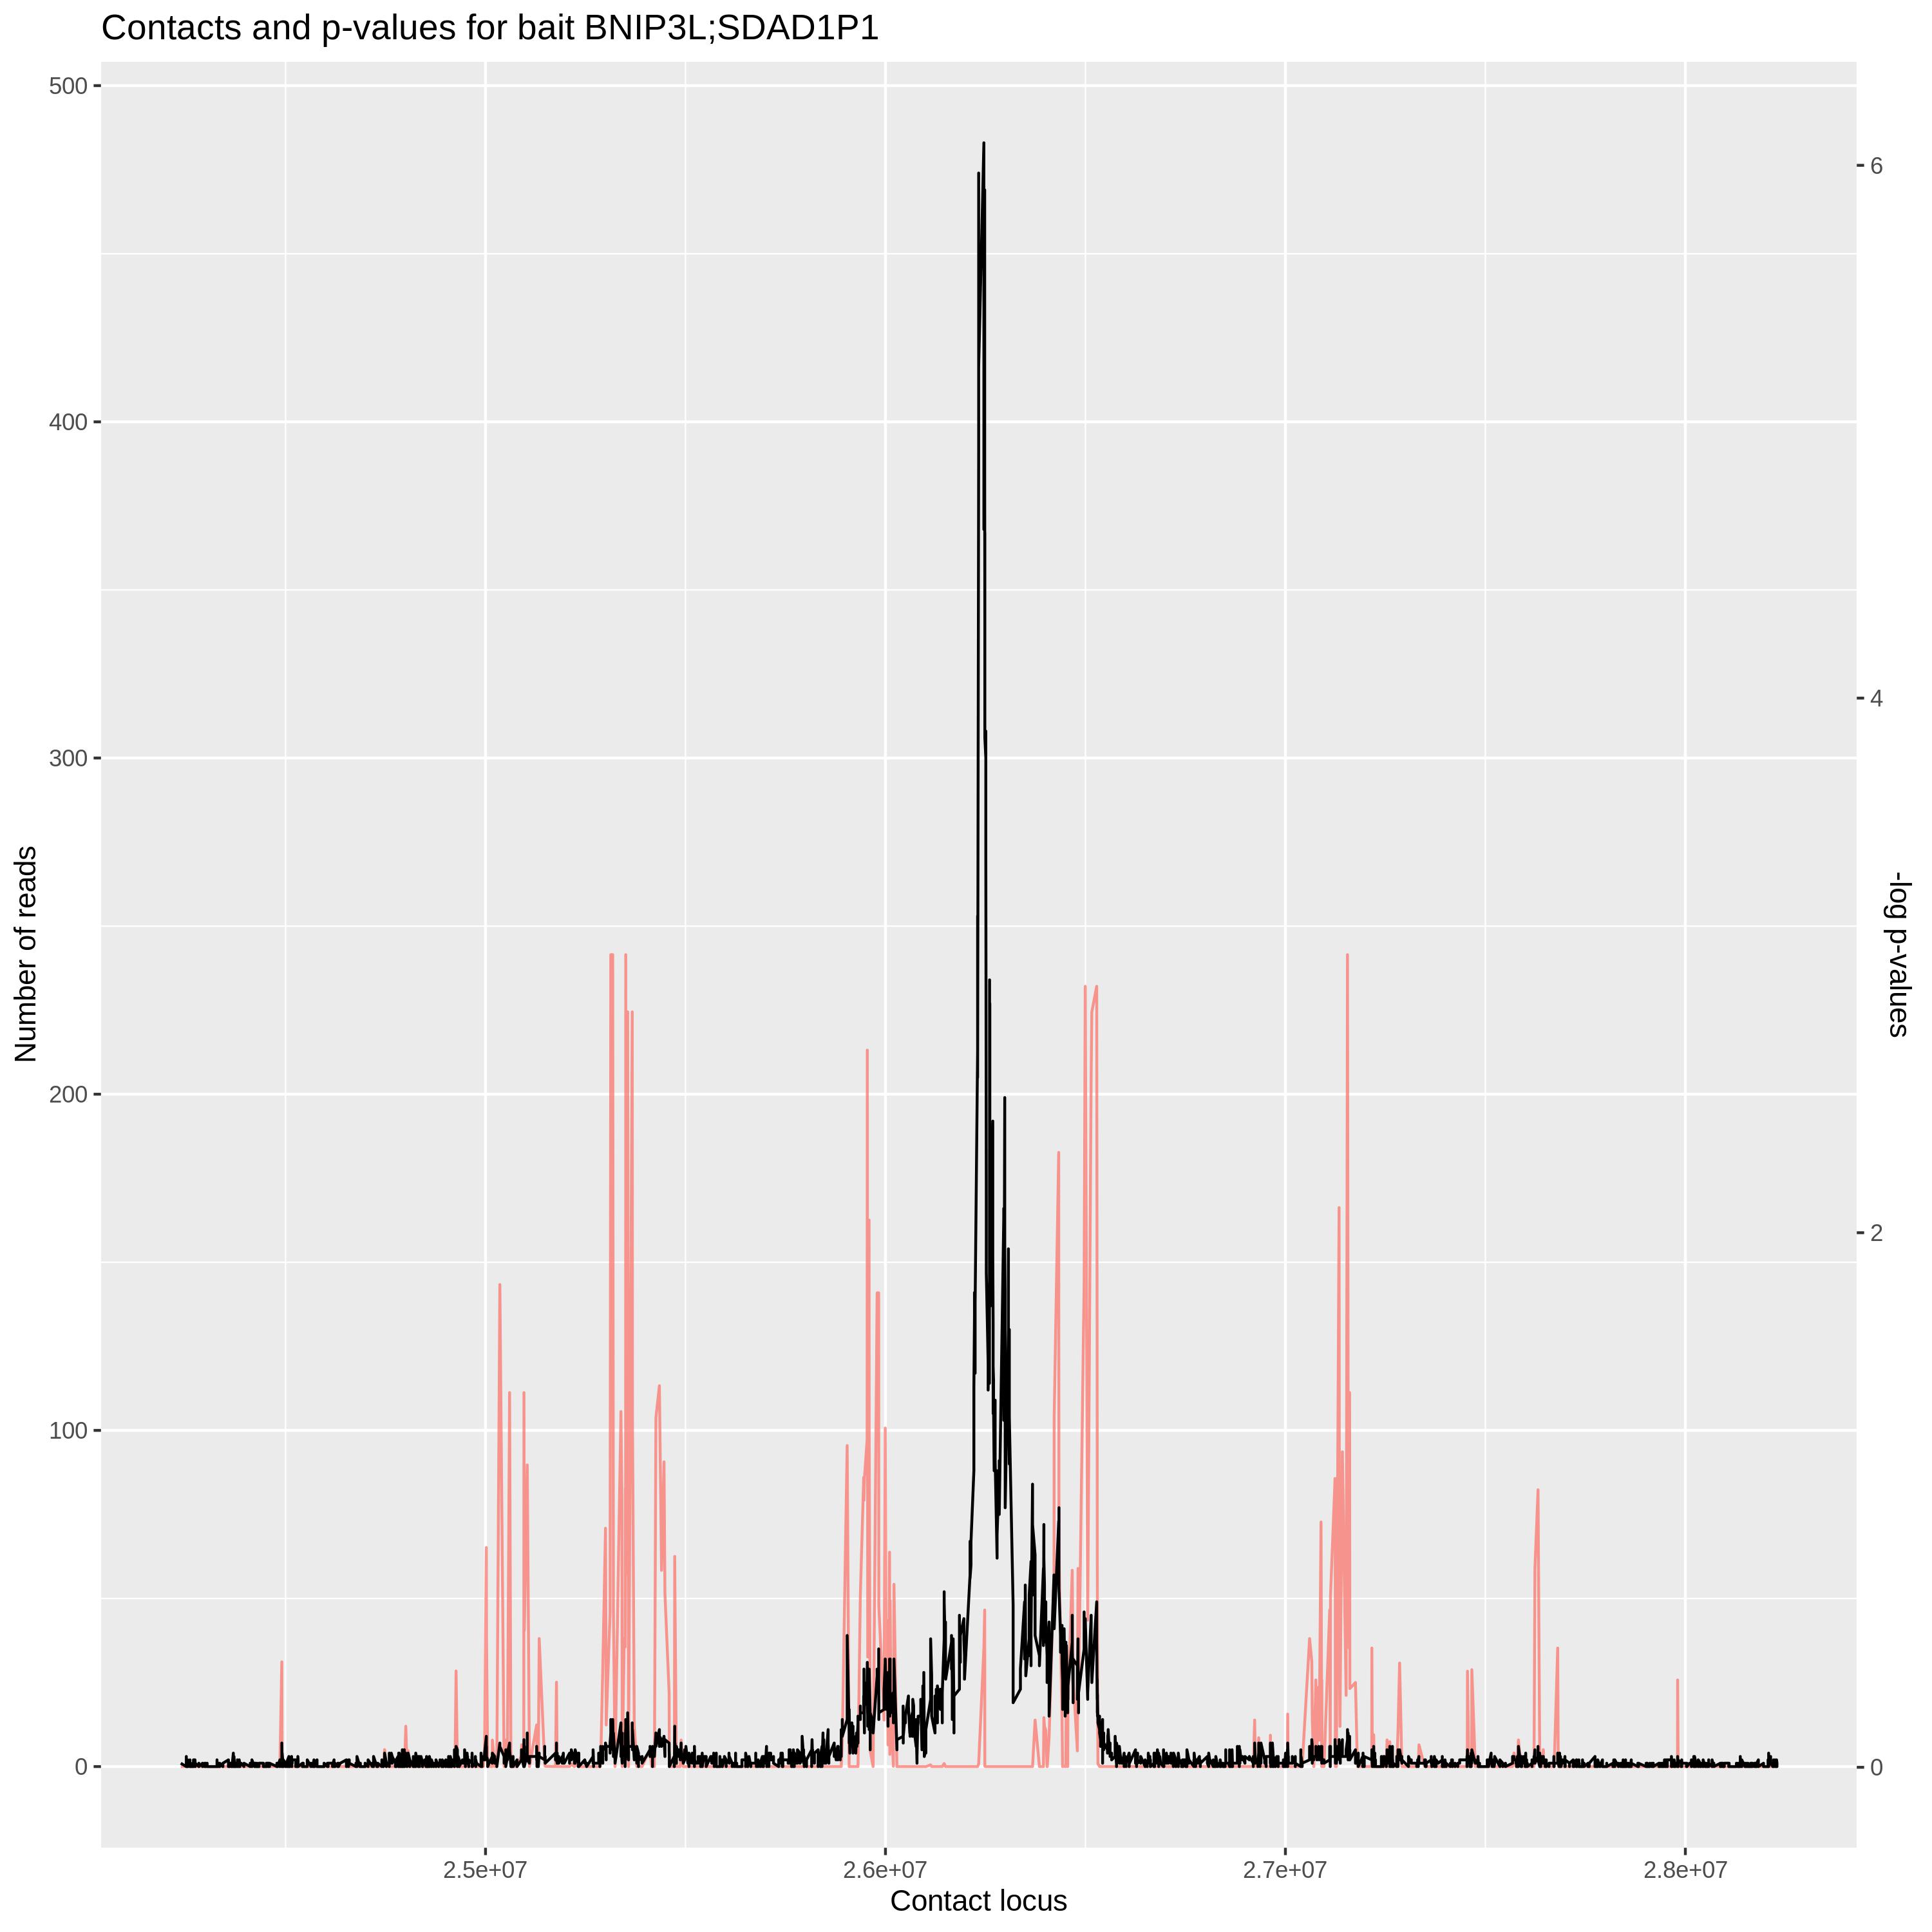 Contacts and p-values for bait BNIP3L;SDAD1P1
500
400
300
200
100
0
Number of reads
6
4
2
0
-log p-values
2.5e+07
2.6e+07
2.7e+07
2.8e+07
Contact locus